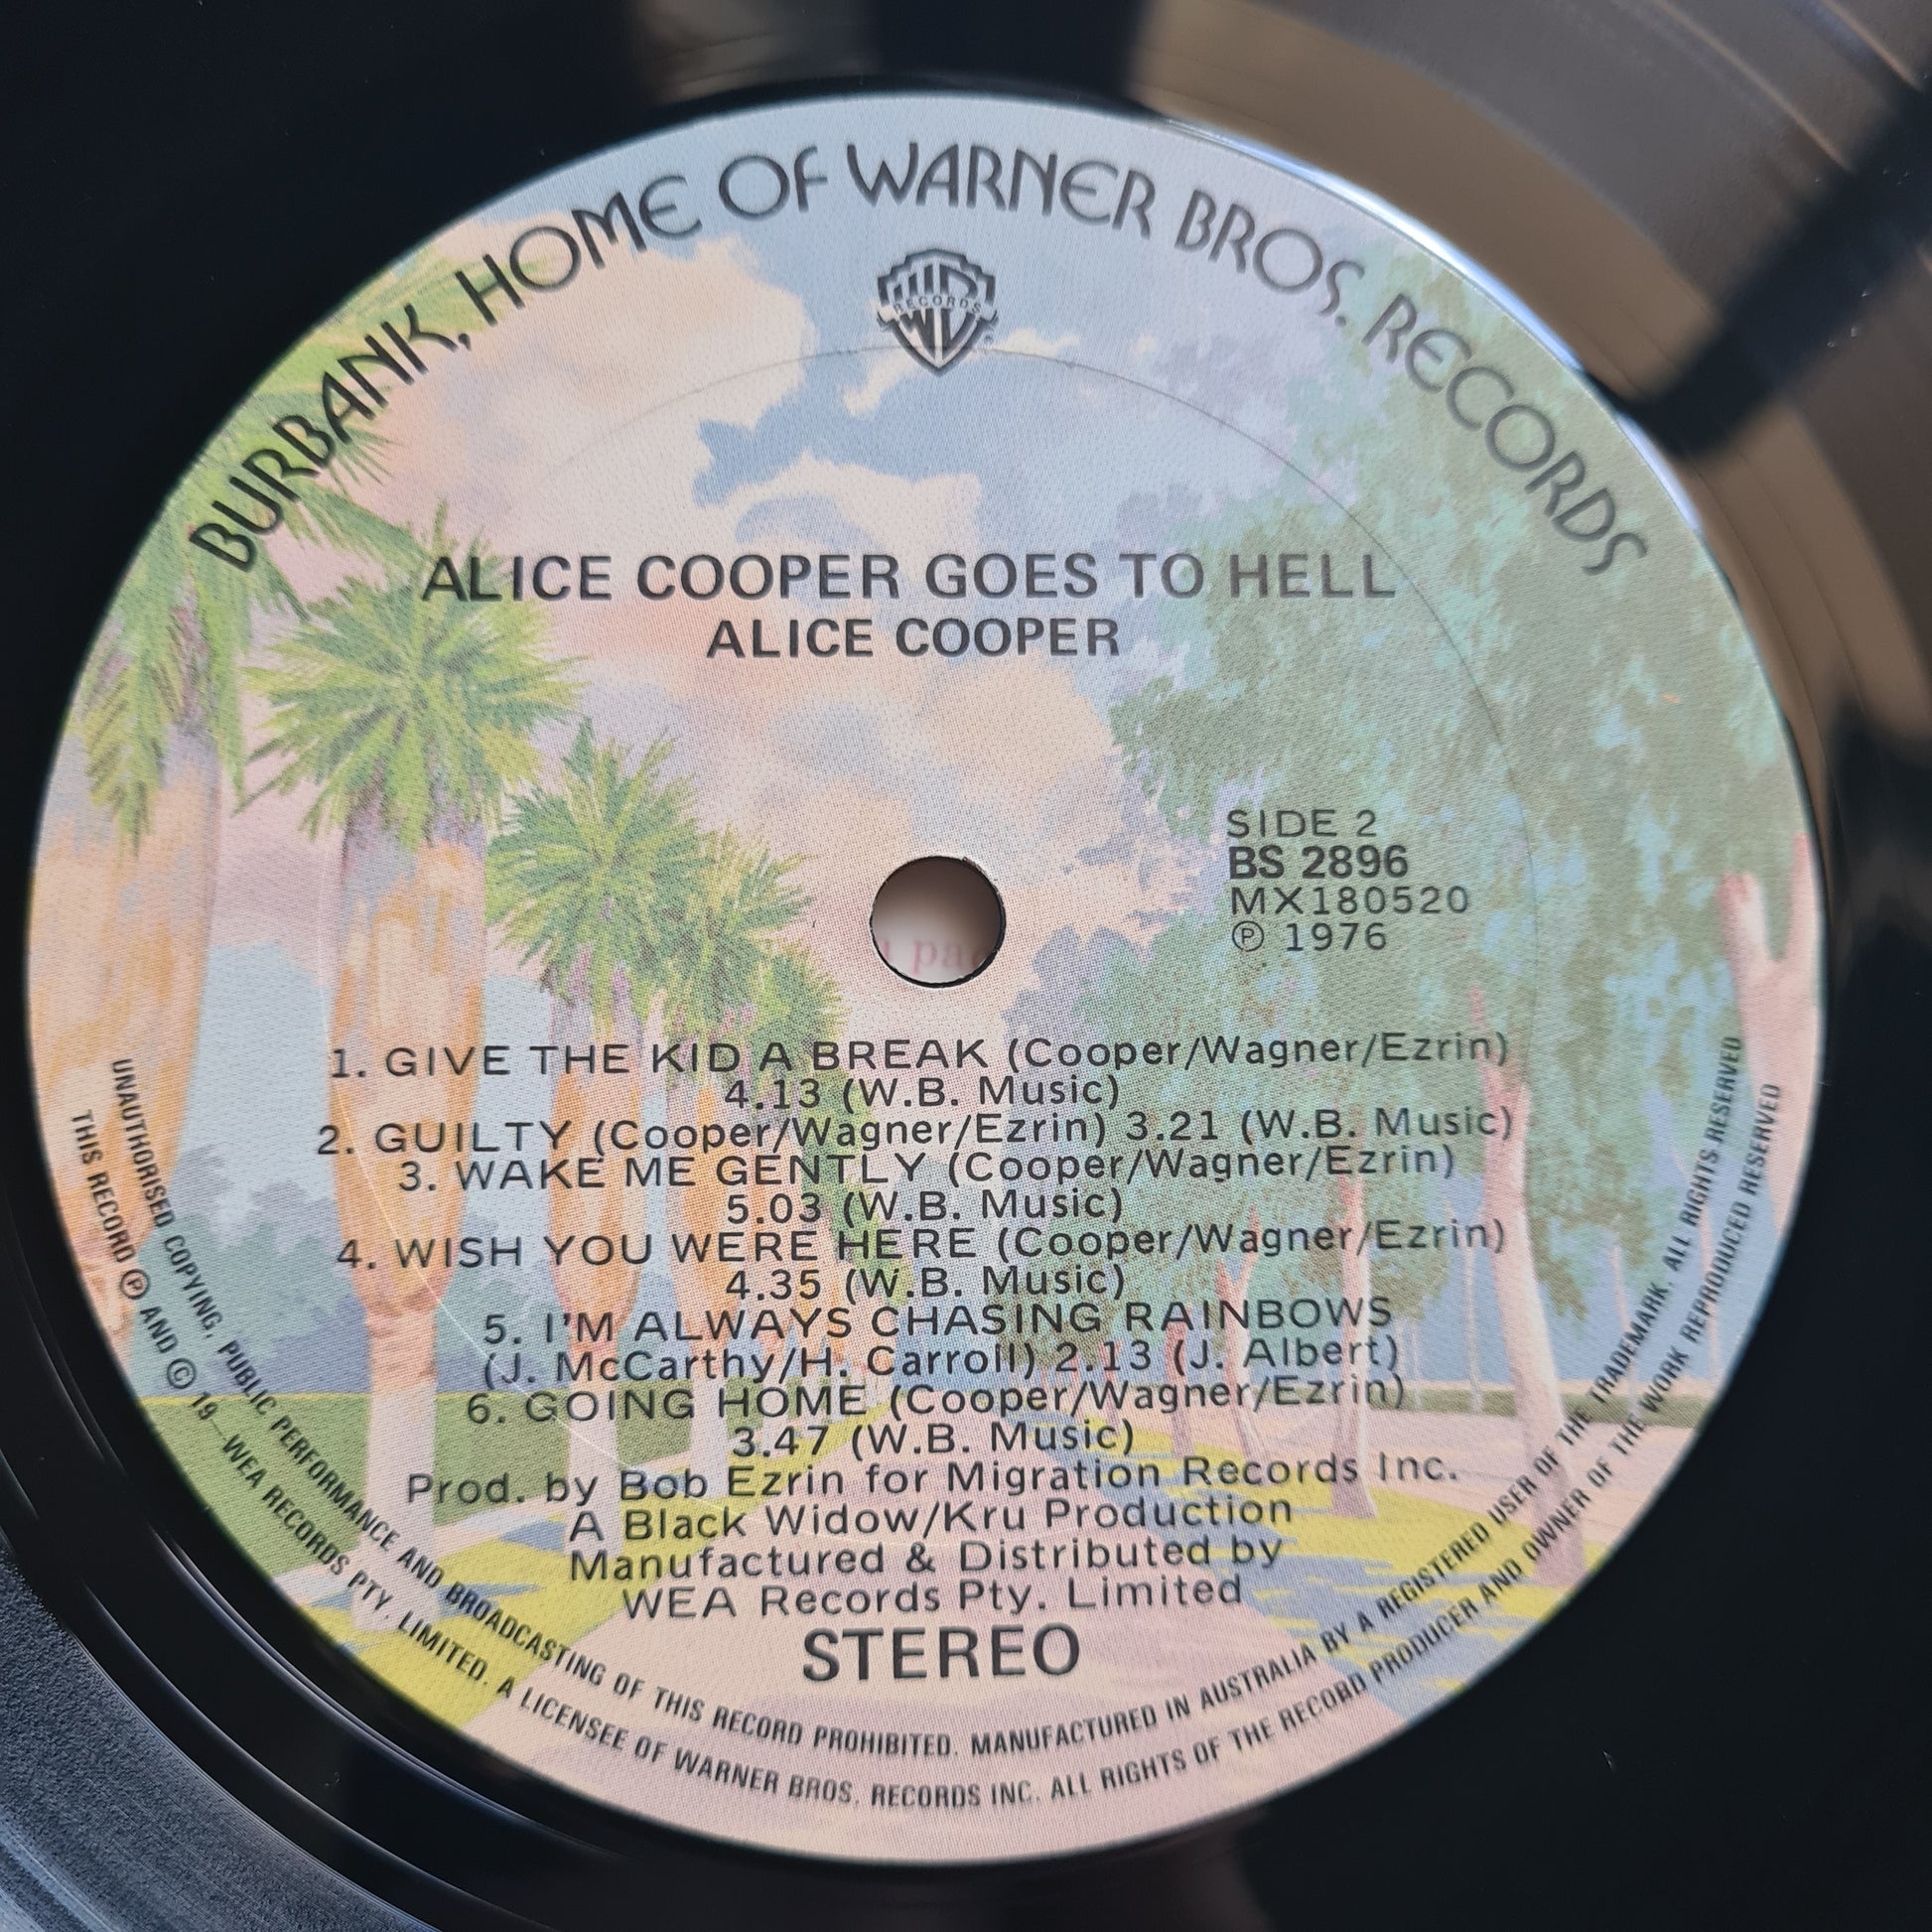 BURBANK, HOME OF WARNER BROS. RECORDS
RECORDS
ALICE COOPER GOES TO HELL
ALICE COOPER
SIDE 2
BS 2896
MX180520
℗ 1976
1. GIVE THE KID A BREAK (Cooper/Wagner/Ezrin)
4.13 (W.B. Music)
2. GUILTY (Cooper/Wagner/Ezrin) 3.21 (W.B. Music)
3. WAKE ME GENTLY (Cooper/Wagner/Ezrin)
5.03 (W.B. Music)
4. WISH YOU WERE HERE (Cooper/Wagner/Ezrin)
4.35 (W.B. Music)
5. I'M ALWAYS CHASING RAINBOWS
(J. McCarthy/H. Carroll) 2.13 (J. Albert)
6. GOING HOME (Cooper/Wagner/Ezrin)
3.47 (W.B. Music)
Prod. by Bob Ezrin for Migration Records Inc.
A Black Widow/Kru Production
Manufactured & Distributed by
WEA Records Pty. Limited
STEREO
UNAUTHORISED COPYING, PUBLIC PERFORMANCE AND BROADCASTING OF THIS RECORD PROHIBITED. MANUFACTURED IN AUSTRALIA BY A REGISTERED USER OF THE TRADEMARK. ALL RIGHTS RESERVED
THIS RECORD ℗ AND © 19 WEA RECORDS PTY. LIMITED. A LICENSEE OF WARNER BROS. RECORDS INC. ALL RIGHTS OF THE RECORD PRODUCER AND OWNER OF THE WORK REPRODUCED RESERVED